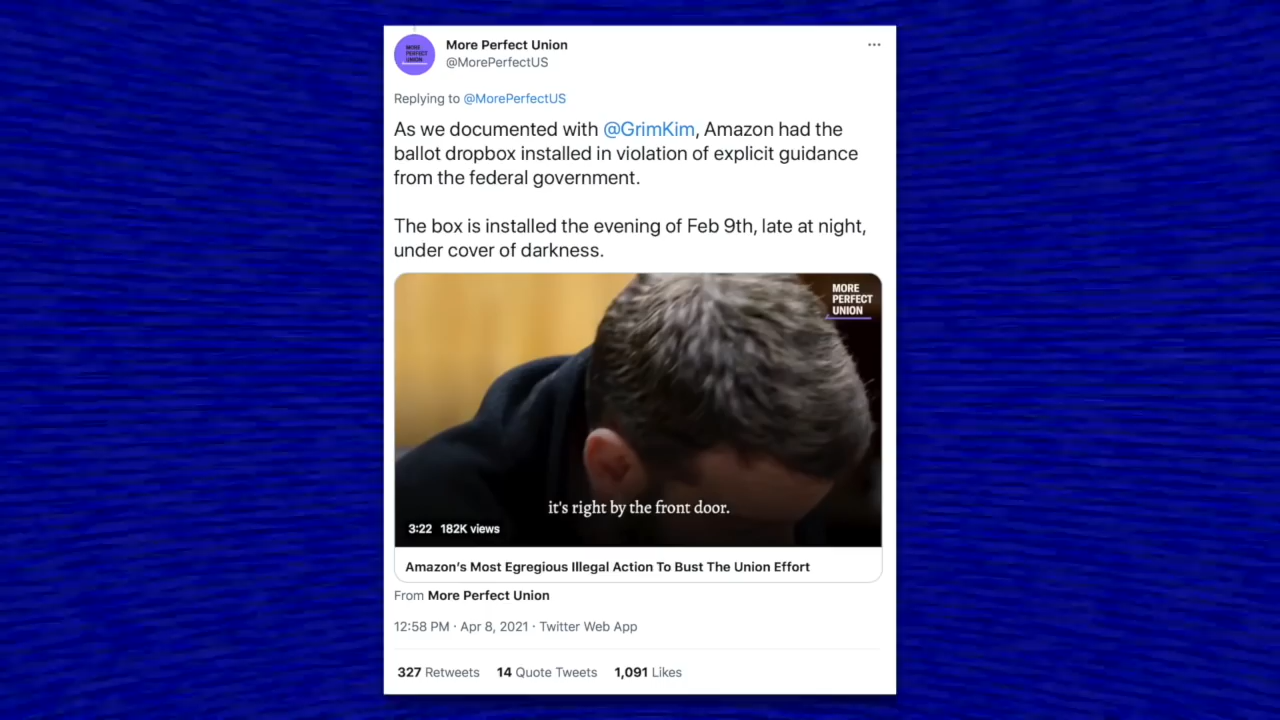 MORE
PERFECT
UNION
More Perfect Union
@MorePerfectUS
Replying to @MorePerfectUS
As we documented with @GrimKim, Amazon had the
ballot dropbox installed in violation of explicit guidance
from the federal government.
The box is installed the evening of Feb 9th, late at night,
under cover of darkness.
MORE
PERFECT
UNION
it's right by the front door.
3:22 182K views
Amazon's Most Egregious Illegal Action To Bust The Union Effort
From More Perfect Union
12:58 PM · Apr 8, 2021 · Twitter Web App
327 Retweets 14 Quote Tweets 1,091 Likes